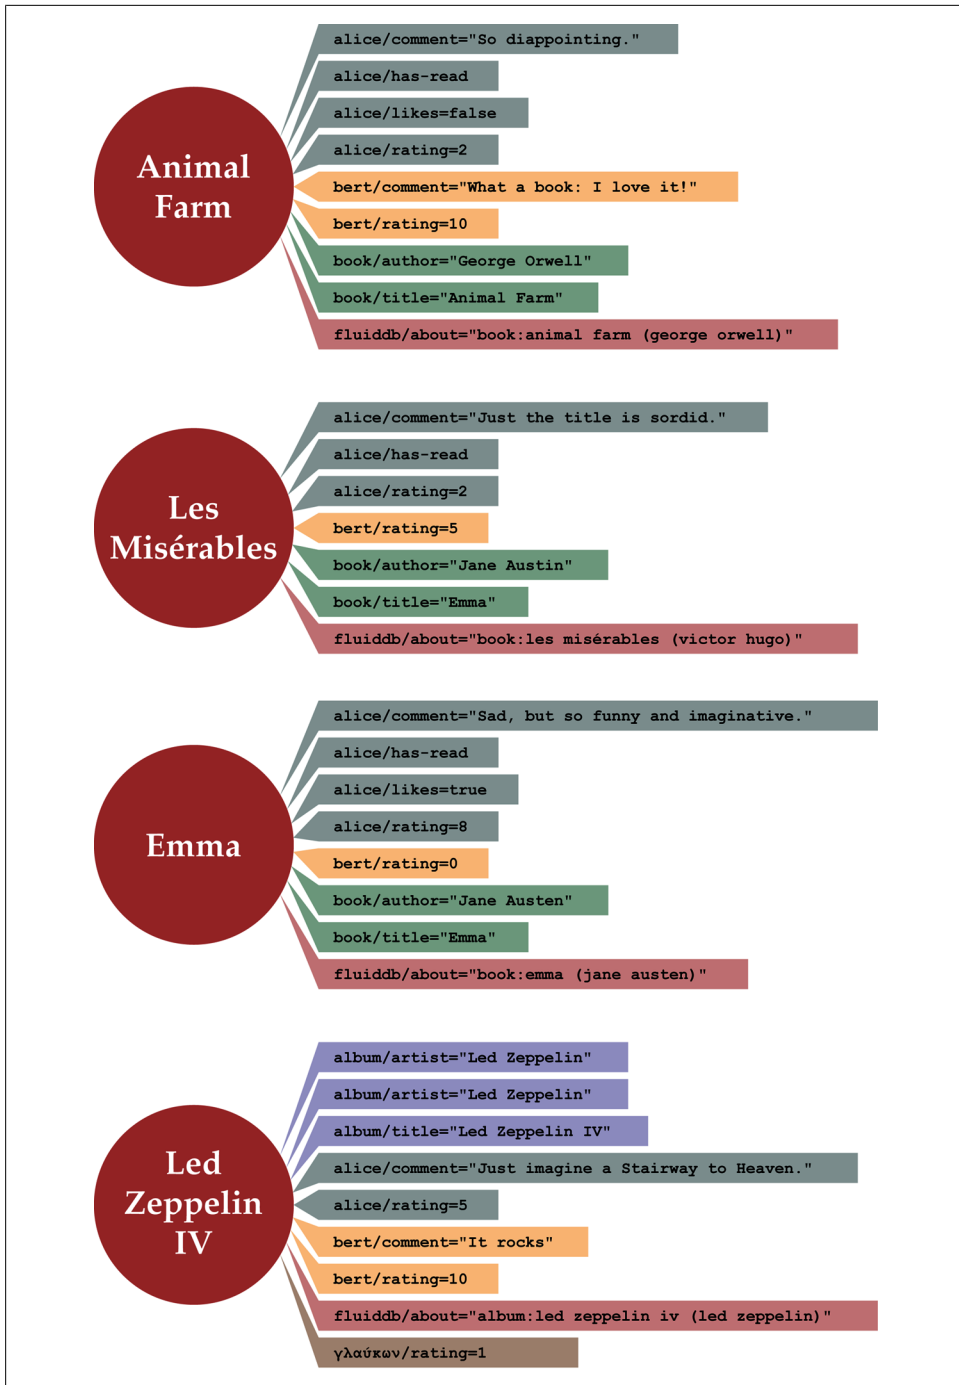 alice/comment="So diappointing."
alice/has-read
alice/likes=false
alice/rating=2
Animal
Farm
bert/comment="What a book: I love it!"
bert/rating=10
book/author="George Orwell"
book/title="Animal Farm"
fluiddb/about="book:animal farm (george orwell)"
alice/comment="Just the title is sordid."
alice/has-read
alice/rating=2
Les
Misérables
bert/rating=5
book/author="Jane Austin"
book/title="Emma"
fluiddb/about="book:les misérables (victor hugo)"
alice/comment="Sad, but so funny and imaginative."
alice/has-read
alice/likes=true
alice/rating=8
Emma
bert/rating=0
book/author="Jane Austen"
book/title="Emma"
fluiddb/about="book:emma (jane austen)"
album/artist="Led Zeppelin"
album/artist="Led Zeppelin"
album/title="Led Zeppelin IV"
alice/comment="Just imagine a Stairway to Heaven."
alice/rating=5
Led
Zeppelin
IV
bert/comment="It rocks"
bert/rating=10
fluiddb/about="album:led zeppelin iv (led zeppelin)"
γλαύκων/rating=1